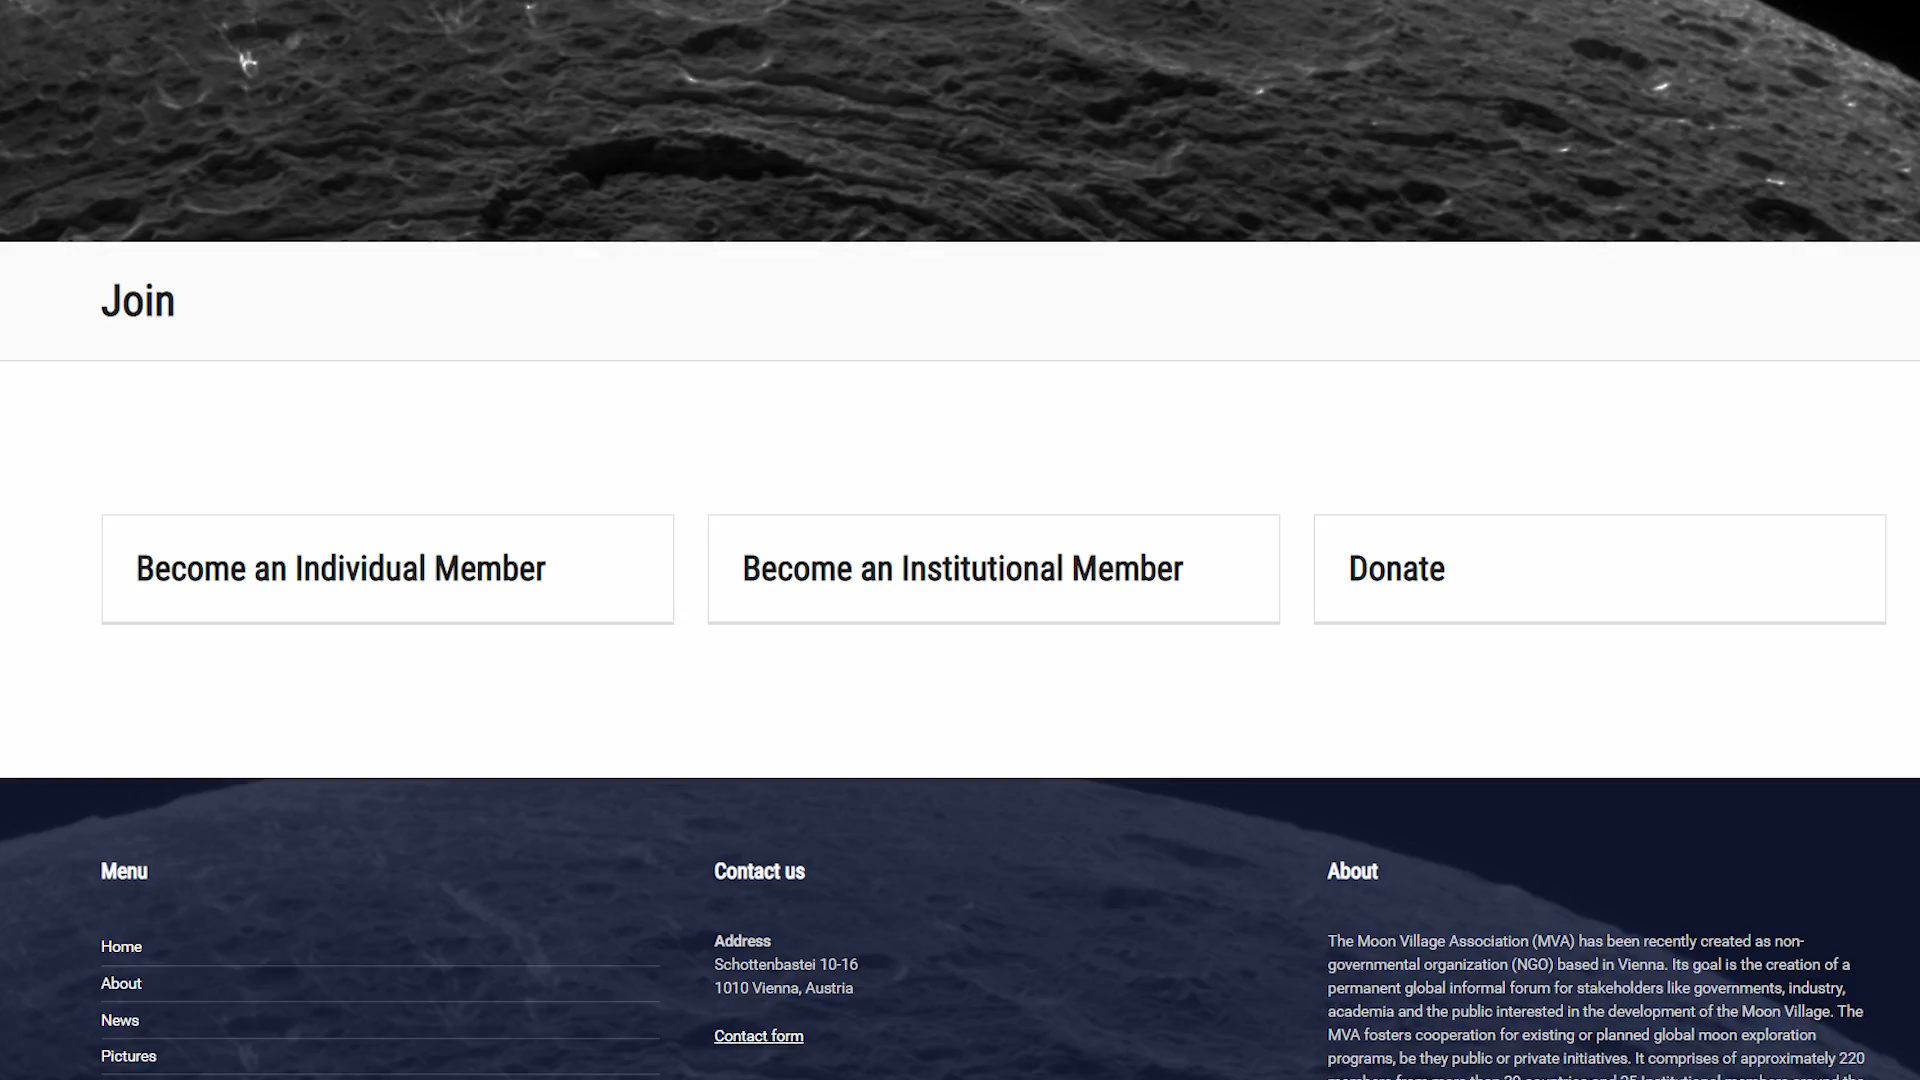 Join
Become an Individual Member
Become an Institutional Member
Donate
Menu
Home
About
News
Pictures
Contact us
Address
Schottenbastei 10-16
1010 Vienna, Austria
Contact form
About
The Moon Village Association (MVA) has been recently created as non-
governmental organization (NGO) based in Vienna. Its goal is the creation of a
permanent global informal forum for stakeholders like governments, industry,
academia and the public interested in the development of the Moon Village. The
MVA fosters cooperation for existing or planned global moon exploration
programs, be they public or private initiatives. It comprises of approximately 220